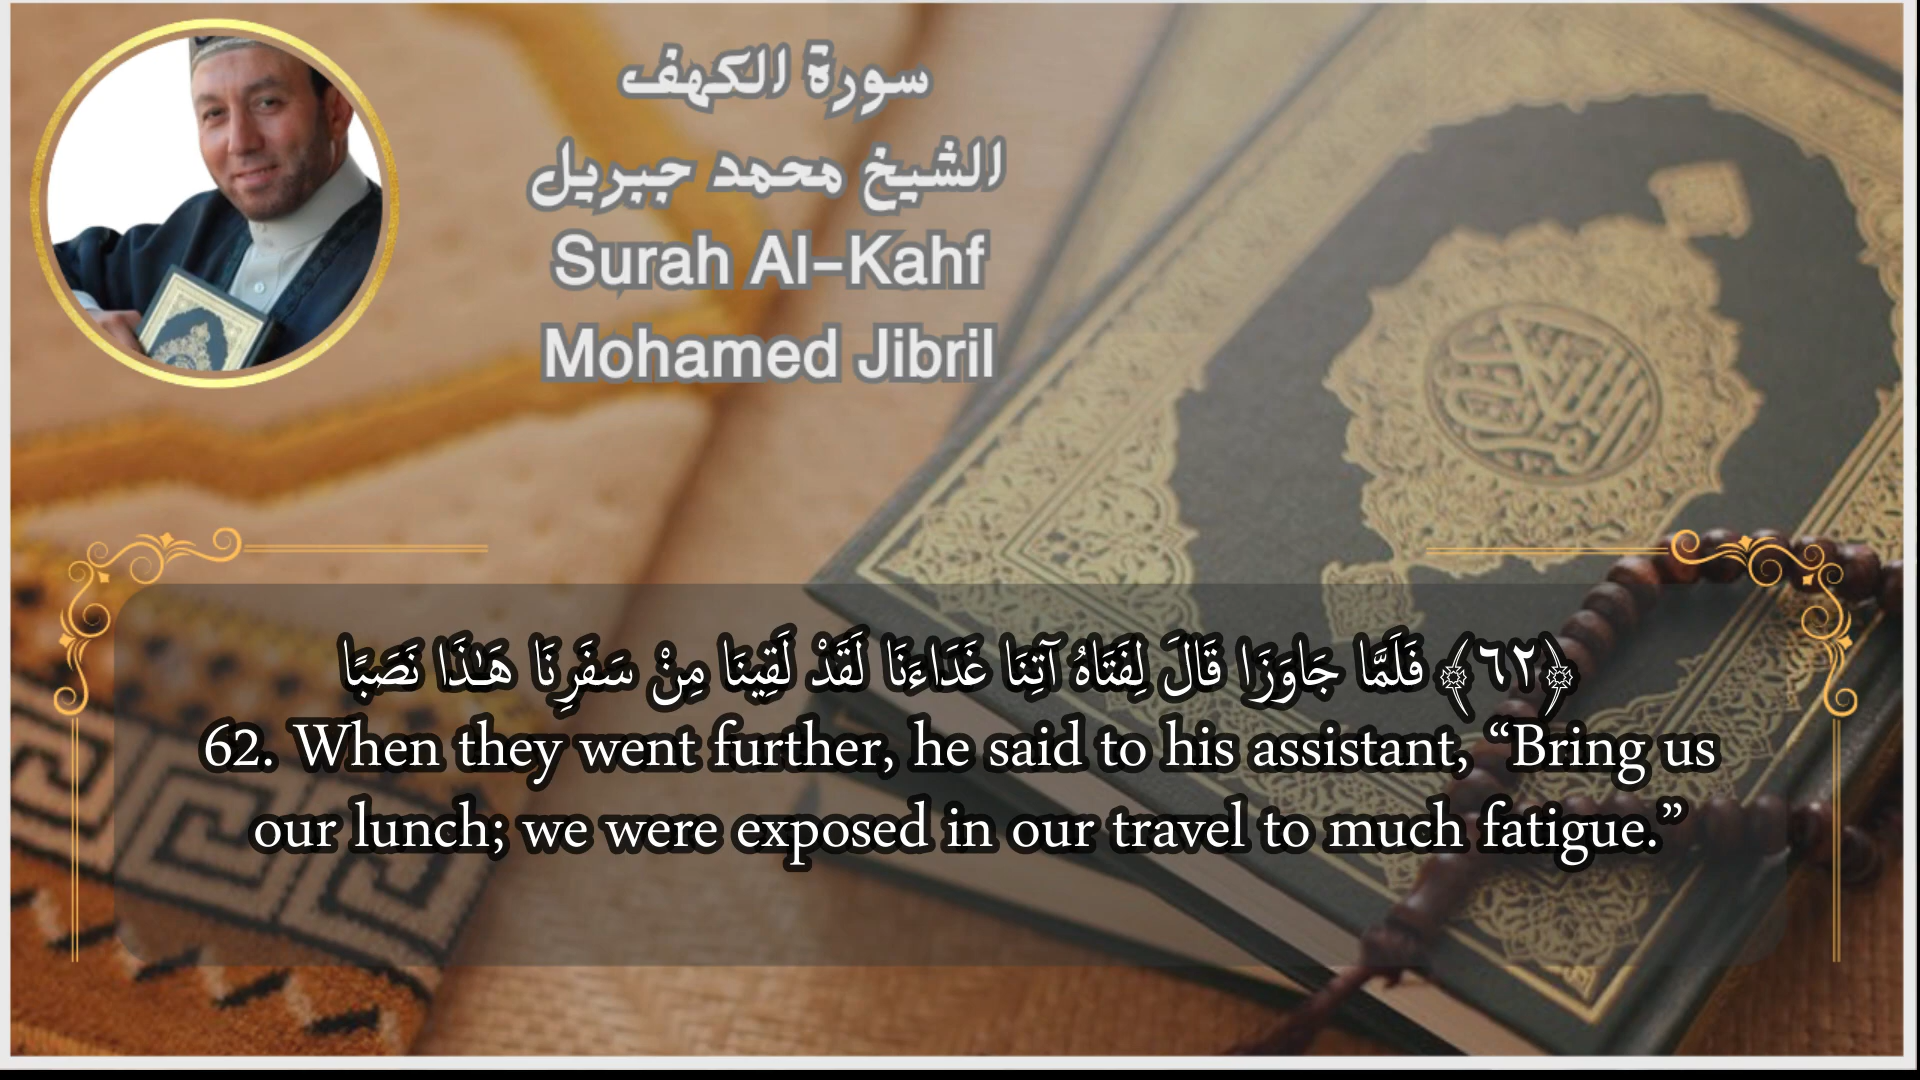 سورة الكهف
الشيخ محمد جبريل
Surah Al-Kahf
Mohamed Jibril
﴿٦٢﴾ فَلَمَّا جَاوَزَا قَالَ لِفَتَاهُ آتِنَا غَدَاءَنَا لَقَدْ لَقِينَا مِنْ سَفَرِنَا هَـٰذَا نَصَبًا
62. When they went further, he said to his assistant, “Bring us
our lunch; we were exposed in our travel to much fatigue.”